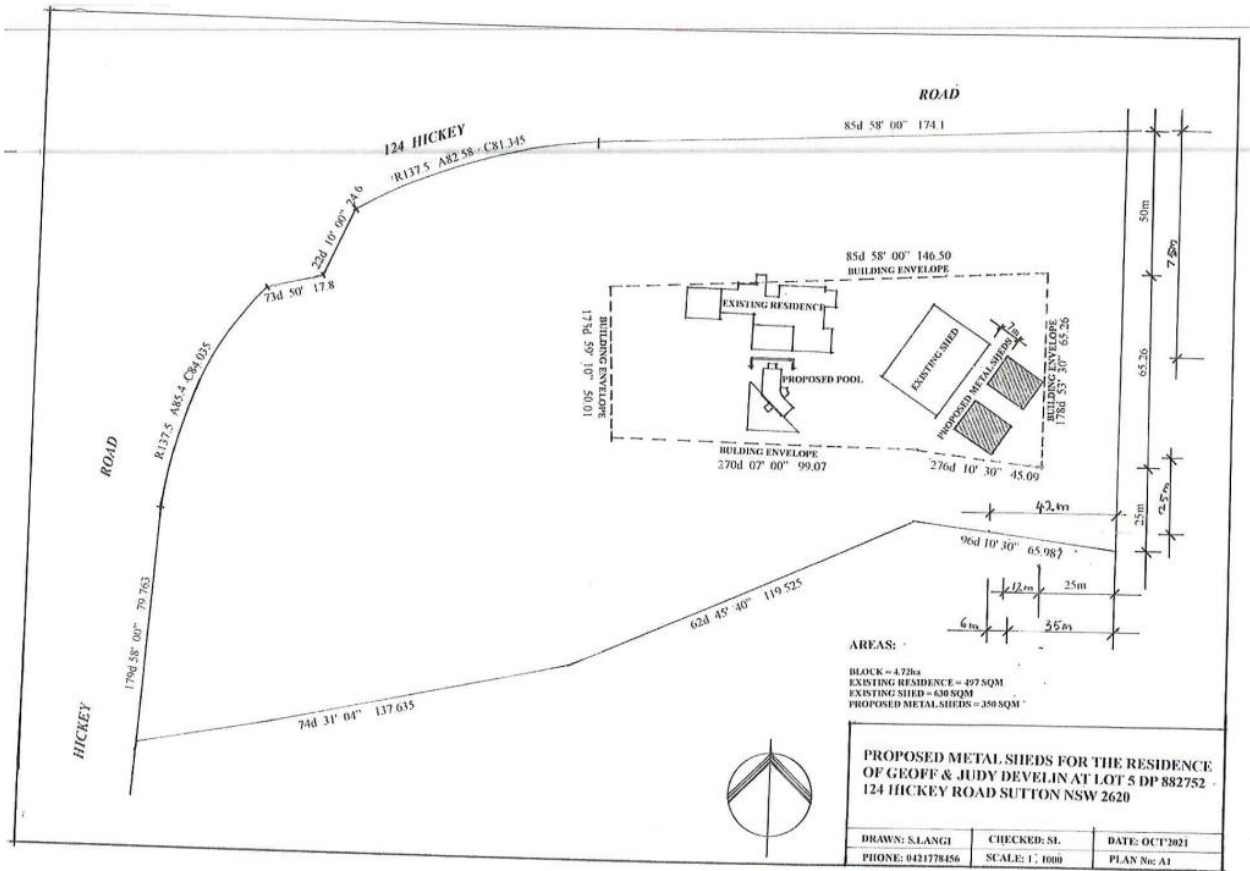 ROAD
85d 58' 00" 174.1
124 HICKEY
R137.5 A82.58 C81.345
22d 10' 00" 24.6
73d 50' 17.8
R137.5 A85.4 C84.035
ROAD
179d 58' 00" 79.763
HICKEY
85d 58' 00" 146.50
BUILDING ENVELOPE
EXISTING RESIDENCE
BUILDING ENVELOPE
50.01
PROPOSED POOL
EXISTING SHED
PROPOSED METAL SHEDS
7m
BUILDING ENVELOPE
178d 53' 30" 65.26
BUILDING ENVELOPE
270d 07' 00" 99.07
276d 10' 30" 45.09
50m
75m
65.26
25m
25m
42m
96d 10' 30" 65.987
12m
25m
6m
35m
62d 45' 40" 119.525
74d 31' 04" 137.635
AREAS:
BLOCK = 4.72ha
EXISTING RESIDENCE = 497 SQM
EXISTING SHED = 630 SQM
PROPOSED METAL SHEDS = 350 SQM
PROPOSED METAL SHEDS FOR THE RESIDENCE
OF GEOFF & JUDY DEVELIN AT LOT 5 DP 882752
124 HICKEY ROAD SUTTON NSW 2620
DRAWN: S.LANGI
CHECKED: SL
DATE: OCT'2021
PHONE: 0421778456
SCALE: 1: 1000
PLAN No: A1